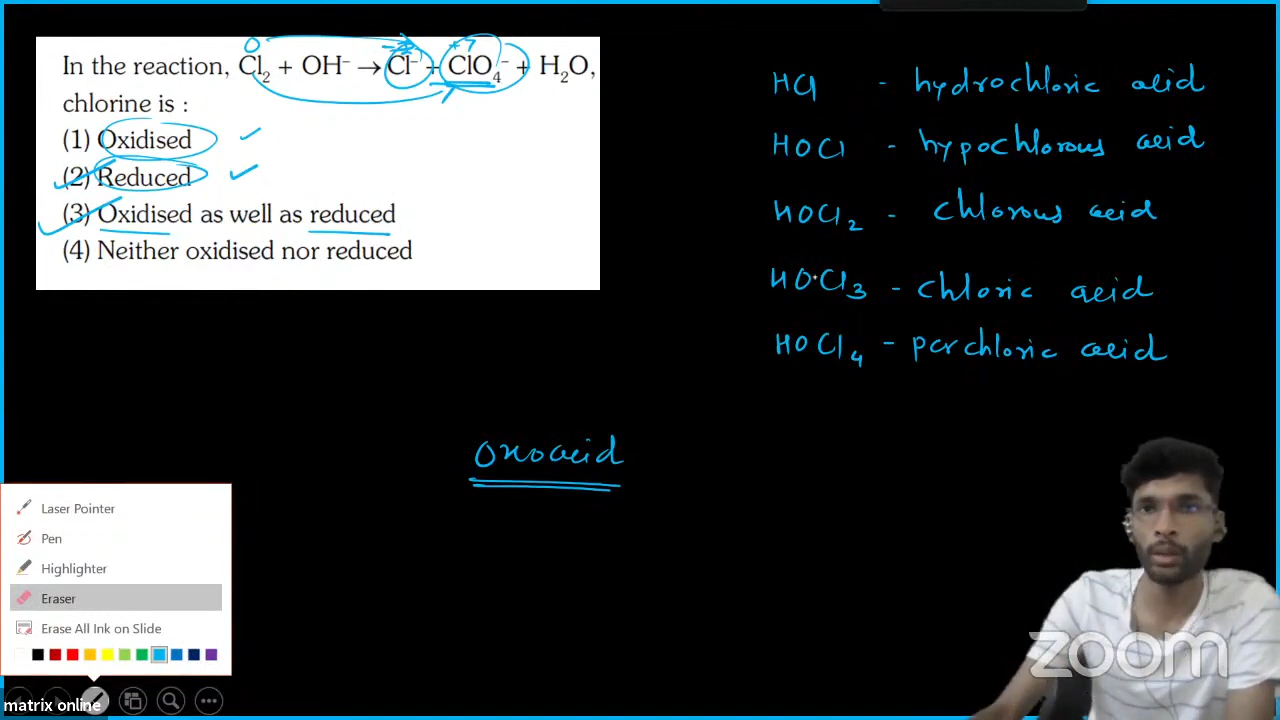 In the reaction, Cl₂ + OH⁻ → Cl⁻ + ClO₄⁻ + H₂O,
0 +7
chlorine is :
(1) Oxidised
(2) Reduced
(3) Oxidised as well as reduced
(4) Neither oxidised nor reduced
HCl - hydrochloric acid
HOCl - hypochlorous acid
HOCl₂ - chlorous acid
HOCl₃ - chloric acid
HOCl₄ - perchloric acid
Oxoacid
Laser Pointer
Pen
Highlighter
Eraser
Erase All Ink on Slide
matrix online
zoom